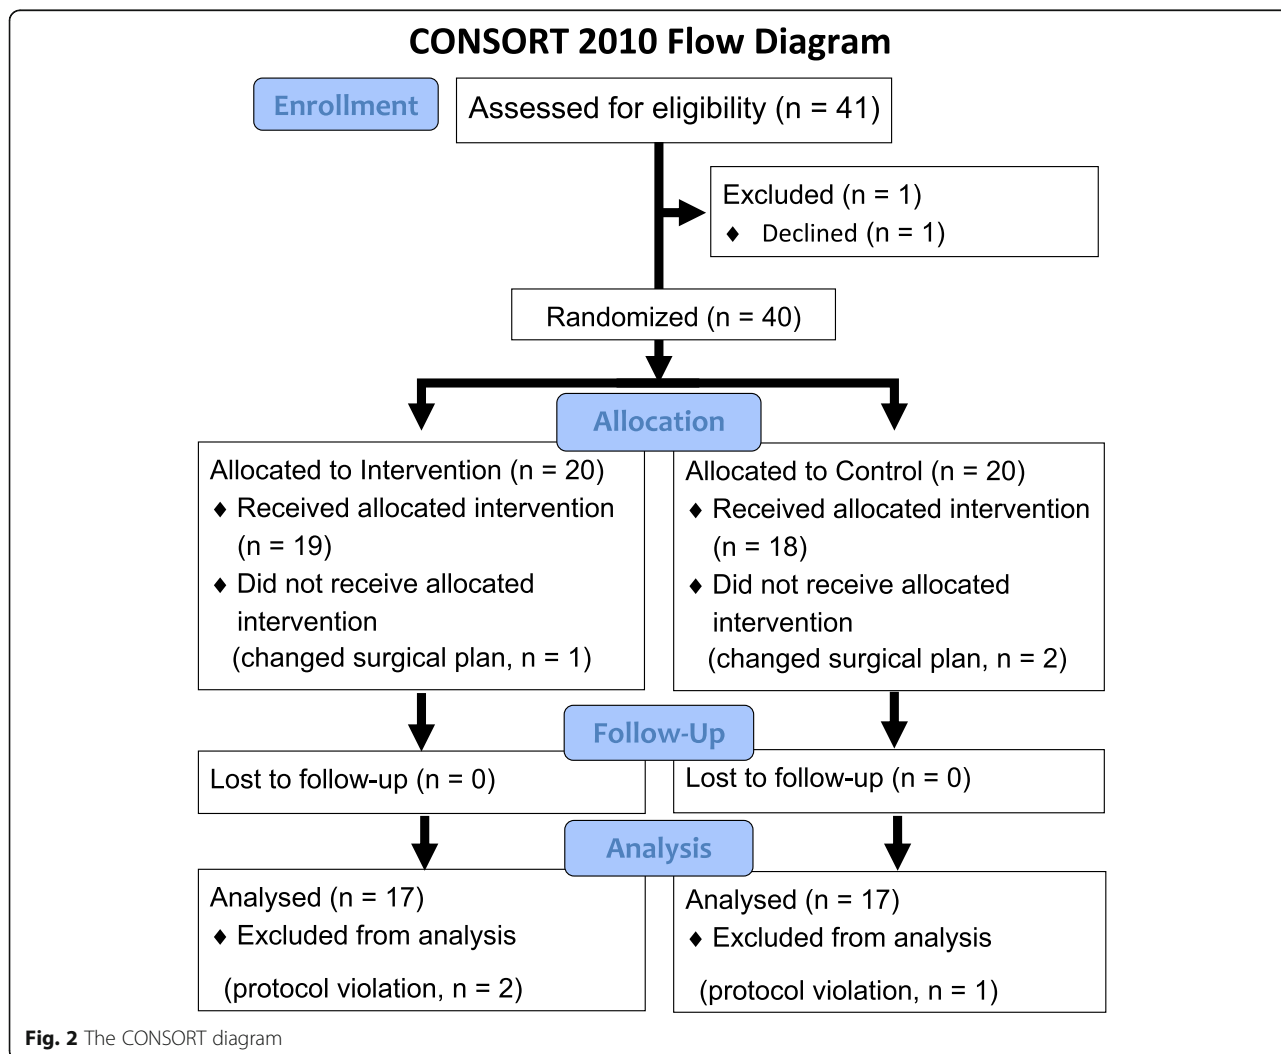 CONSORT 2010 Flow Diagram
Enrollment
Assessed for eligibility (n = 41)
Excluded (n = 1)
♦ Declined (n = 1)
Randomized (n = 40)
Allocation
Allocated to Intervention (n = 20)
♦ Received allocated intervention
(n = 19)
♦ Did not receive allocated
intervention
(changed surgical plan, n = 1)
Allocated to Control (n = 20)
♦ Received allocated intervention
(n = 18)
♦ Did not receive allocated
intervention
(changed surgical plan, n = 2)
Follow-Up
Lost to follow-up (n = 0)
Lost to follow-up (n = 0)
Analysis
Analysed (n = 17)
♦ Excluded from analysis
(protocol violation, n = 2)
Analysed (n = 17)
♦ Excluded from analysis
(protocol violation, n = 1)
Fig. 2 The CONSORT diagram